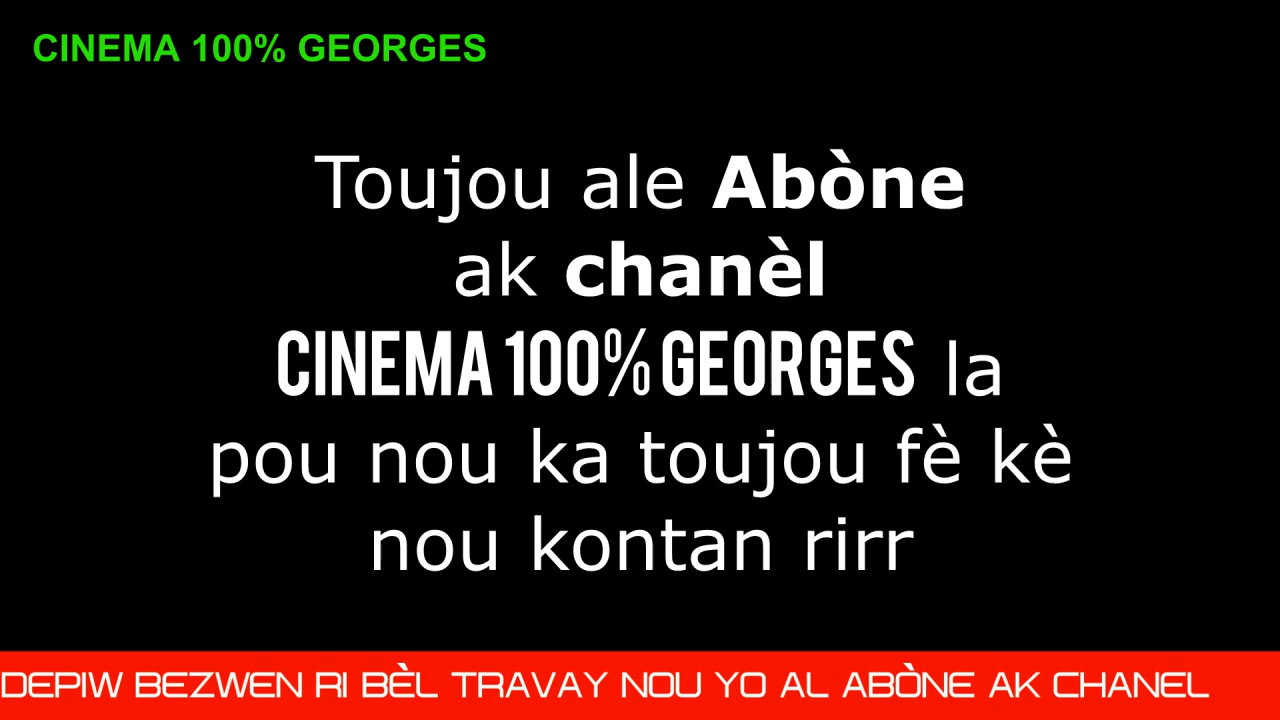 CINEMA 100% GEORGES
Toujou ale Abòne
ak chanèl
CINEMA 100% GEORGES la
pou nou ka toujou fè kè
nou kontan rirr
DEPIW BEZWEN RI BÈL TRAVAY NOU YO AL ABÒNE AK CHANEL